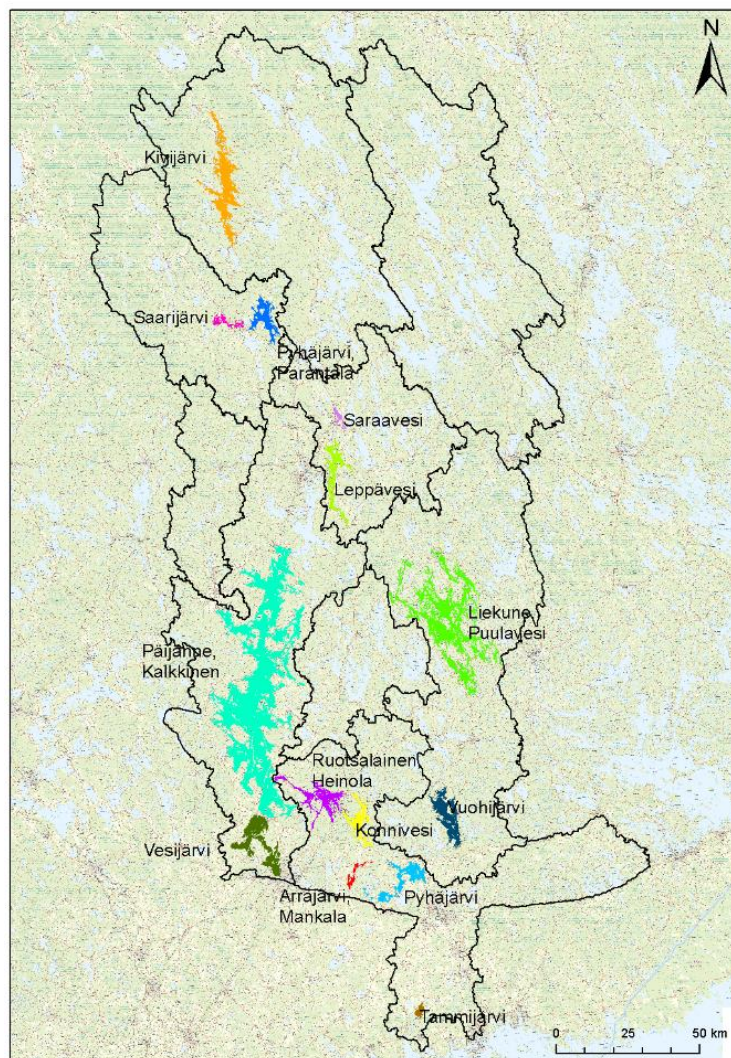 N
Kivijärvi
Saarijärvi
Pyhäjärvi,
Parantala
Saraavesi
Leppävesi
Liekune,
Puulavesi
Päijänne,
Kalkkinen
Ruotsalainen,
Heinola
Vuohijärvi
Konnivesi
Vesijärvi
Arrajärvi,
Mankala
Pyhäjärvi
Tammijärvi
0 25 50 km